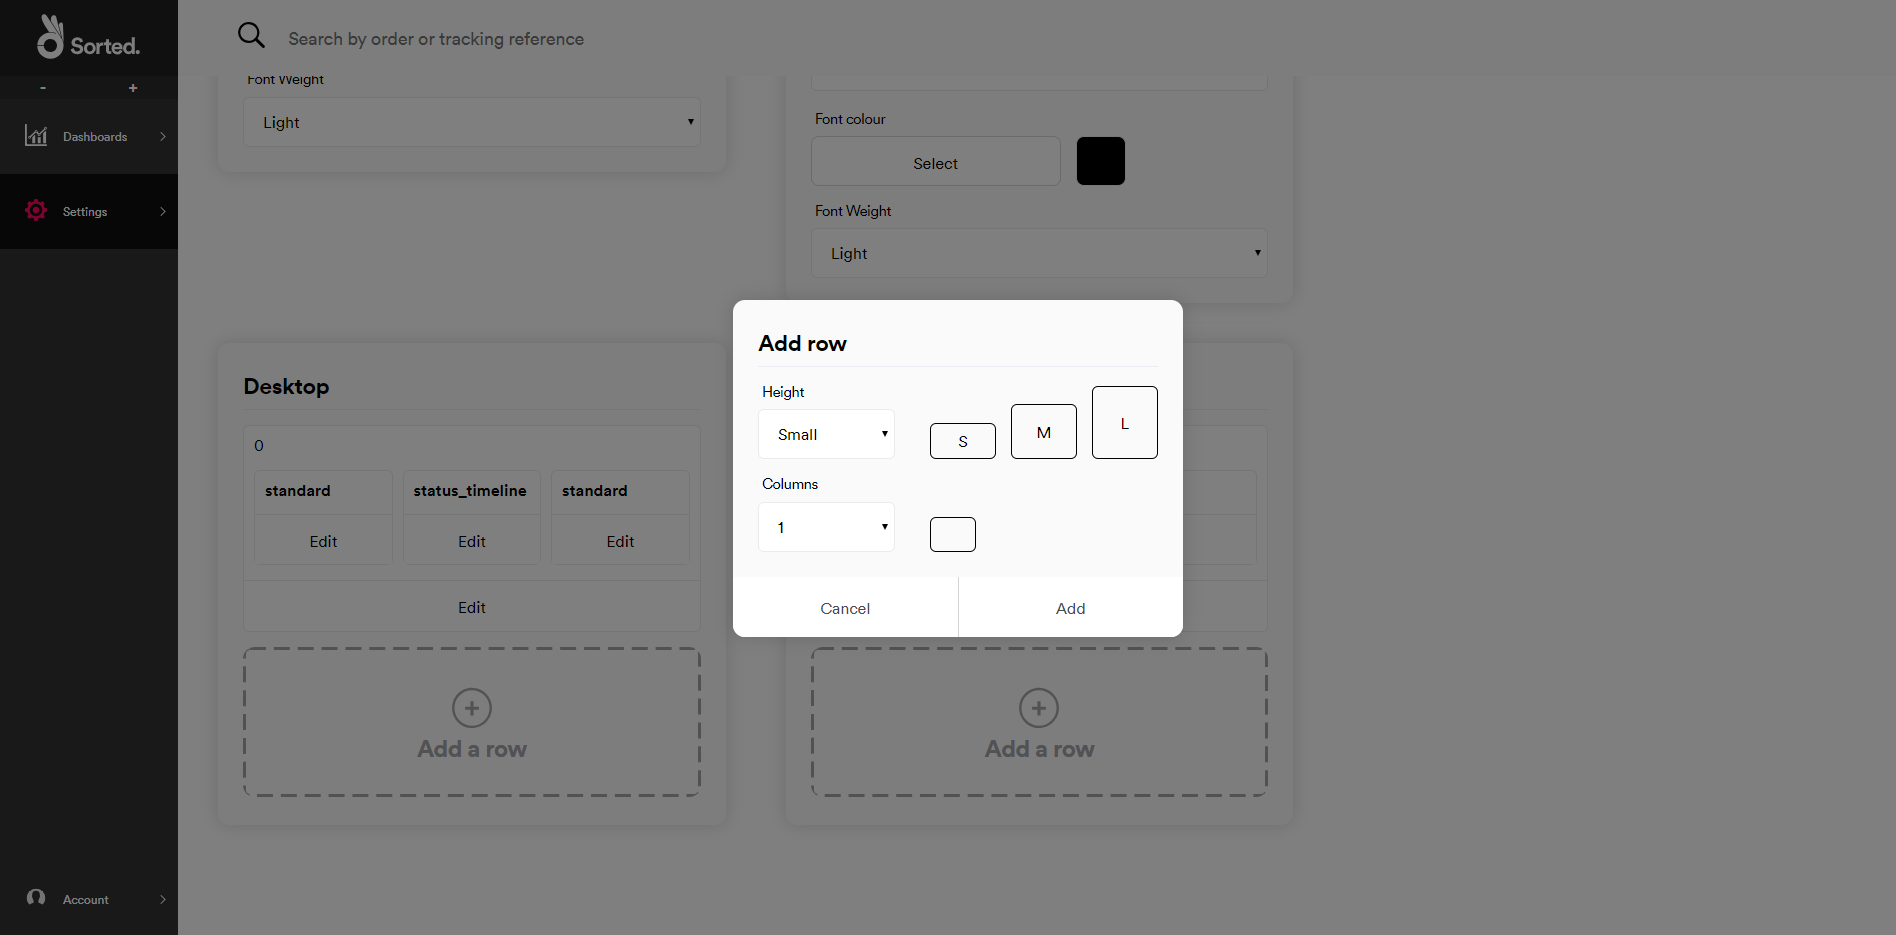 Sorted.
Search by order or tracking reference
- +
Dashboards
Settings
Account
Font Weight
Light
Font colour
Select
Font Weight
Light
Desktop
0
standard status_timeline standard
Edit Edit Edit
Edit
Add a row
Add a row
Add row
Height
Small S M L
Columns
1
Cancel Add